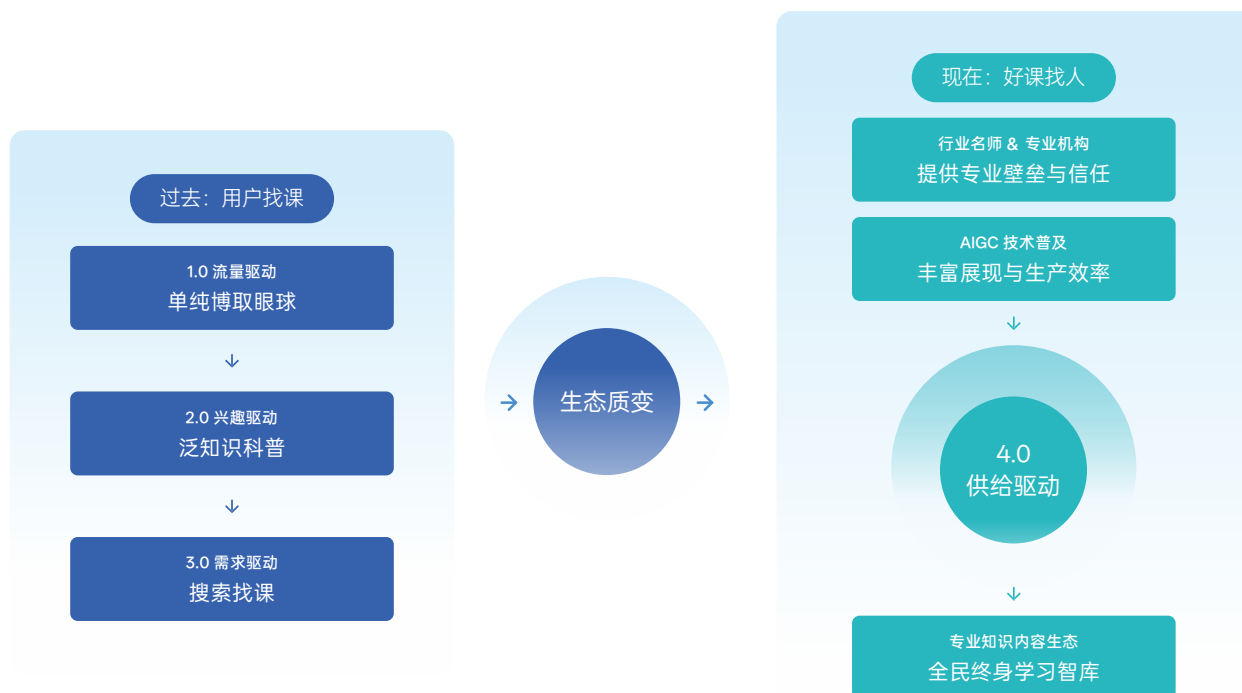 过去：用户找课
1.0 流量驱动
单纯博取眼球
2.0 兴趣驱动
泛知识科普
3.0 需求驱动
搜索找课
生态质变
现在：好课找人
行业名师 & 专业机构
提供专业壁垒与信任
AIGC 技术普及
丰富展现与生产效率
4.0
供给驱动
专业知识内容生态
全民终身学习智库